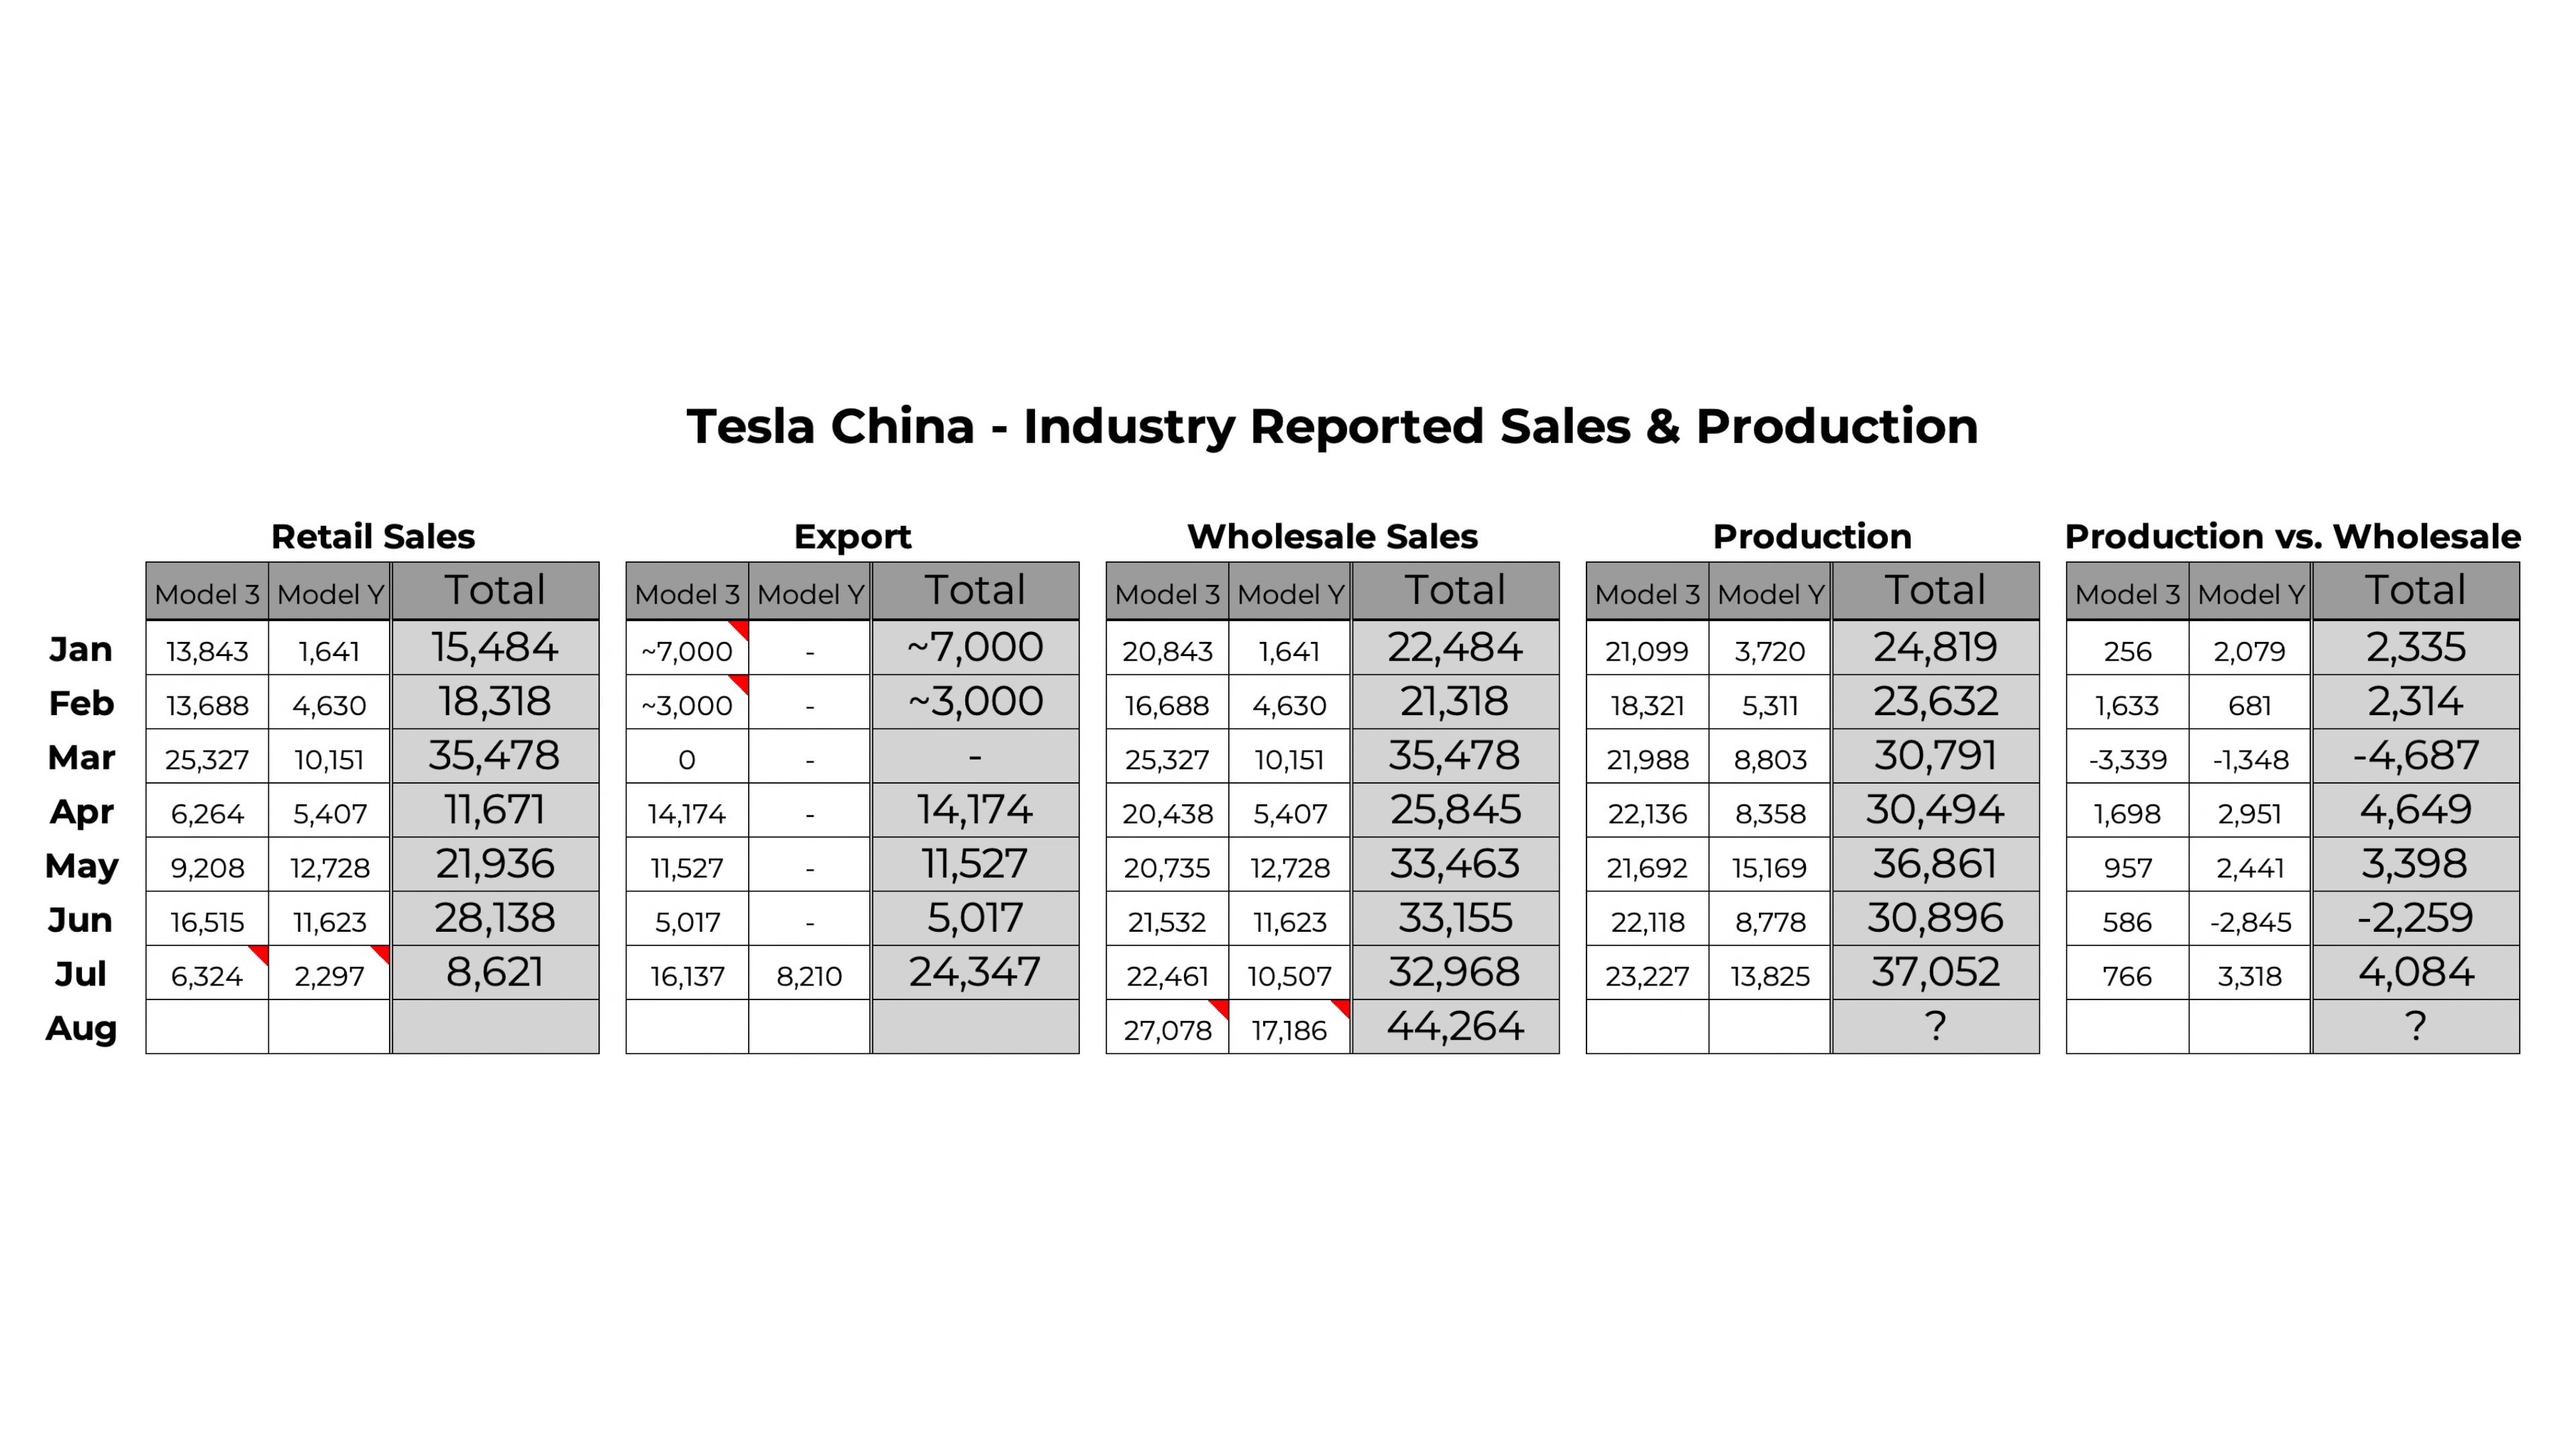 Tesla China - Industry Reported Sales & Production
Retail Sales Export Wholesale Sales Production Production vs. Wholesale
Model 3 Model Y Total Model 3 Model Y Total Model 3 Model Y Total Model 3 Model Y Total Model 3 Model Y Total
Jan 13,843 1,641 15,484 ~7,000 - ~7,000 20,843 1,641 22,484 21,099 3,720 24,819 256 2,079 2,335
Feb 13,688 4,630 18,318 ~3,000 - ~3,000 16,688 4,630 21,318 18,321 5,311 23,632 1,633 681 2,314
Mar 25,327 10,151 35,478 0 - - 25,327 10,151 35,478 21,988 8,803 30,791 -3,339 -1,348 -4,687
Apr 6,264 5,407 11,671 14,174 - 14,174 20,438 5,407 25,845 22,136 8,358 30,494 1,698 2,951 4,649
May 9,208 12,728 21,936 11,527 - 11,527 20,735 12,728 33,463 21,692 15,169 36,861 957 2,441 3,398
Jun 16,515 11,623 28,138 5,017 - 5,017 21,532 11,623 33,155 22,118 8,778 30,896 586 -2,845 -2,259
Jul 6,324 2,297 8,621 16,137 8,210 24,347 22,461 10,507 32,968 23,227 13,825 37,052 766 3,318 4,084
Aug 27,078 17,186 44,264 ? ?